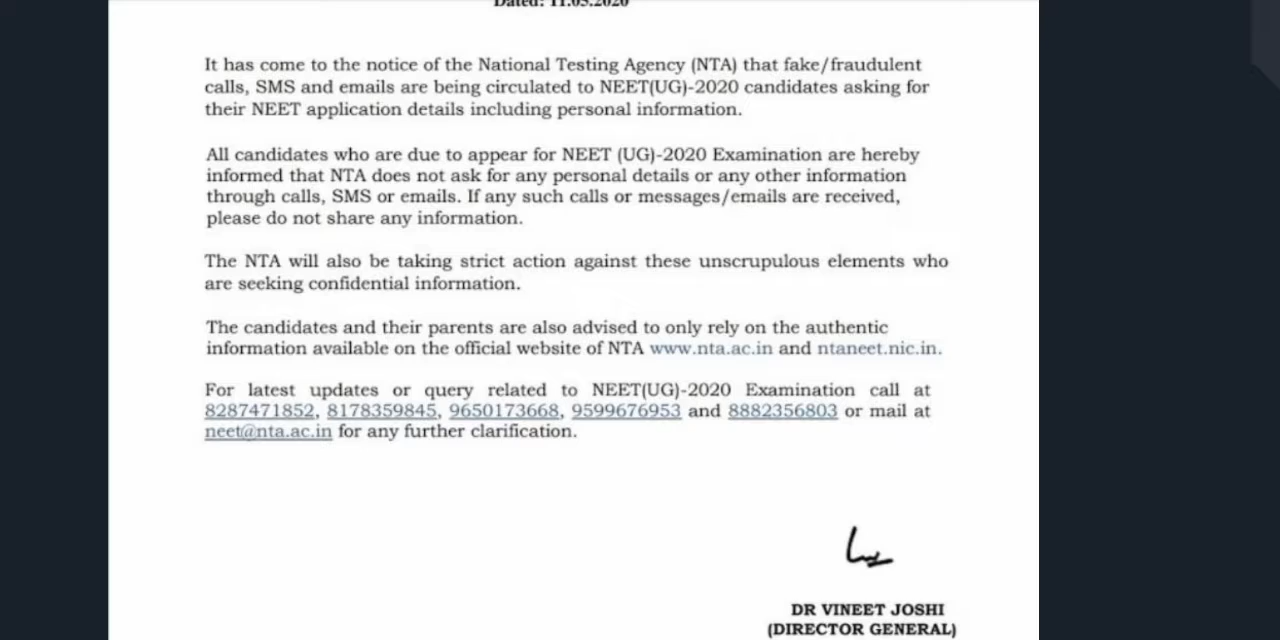 Dated: 11.05.2020
It has come to the notice of the National Testing Agency (NTA) that fake/fraudulent
calls, SMS and emails are being circulated to NEET(UG)-2020 candidates asking for
their NEET application details including personal information.
All candidates who are due to appear for NEET (UG)-2020 Examination are hereby
informed that NTA does not ask for any personal details or any other information
through calls, SMS or emails. If any such calls or messages/emails are received,
please do not share any information.
The NTA will also be taking strict action against these unscrupulous elements who
are seeking confidential information.
The candidates and their parents are also advised to only rely on the authentic
information available on the official website of NTA www.nta.ac.in and ntaneet.nic.in.
For latest updates or query related to NEET(UG)-2020 Examination call at
8287471852, 8178359845, 9650173668, 9599676953 and 8882356803 or mail at
neet@nta.ac.in for any further clarification.
DR VINEET JOSHI
(DIRECTOR GENERAL)